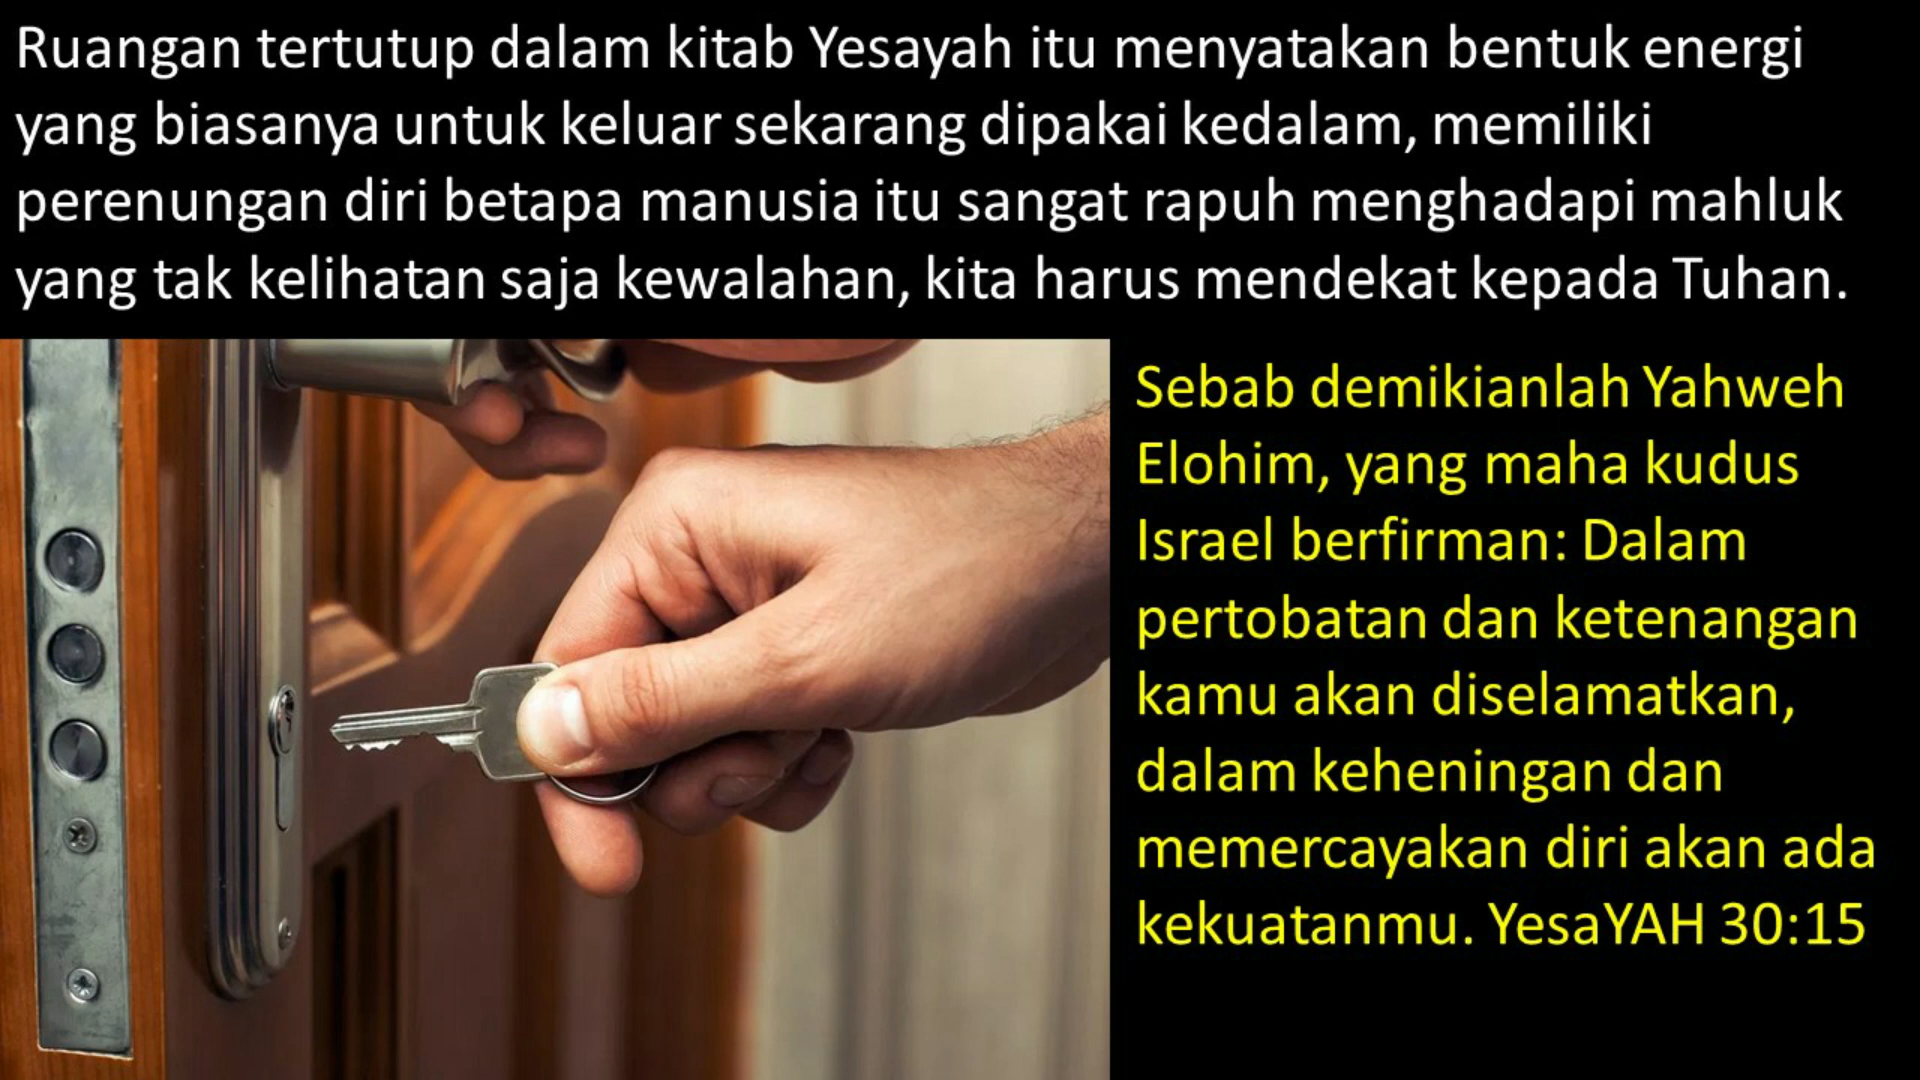 Ruangan tertutup dalam kitab Yesayah itu menyatakan bentuk energi
yang biasanya untuk keluar sekarang dipakai kedalam, memiliki
perenungan diri betapa manusia itu sangat rapuh menghadapi mahluk
yang tak kelihatan saja kewalahan, kita harus mendekat kepada Tuhan.
Sebab demikianlah Yahweh
Elohim, yang maha kudus
Israel berfirman: Dalam
pertobatan dan ketenangan
kamu akan diselamatkan,
dalam keheningan dan
memercayakan diri akan ada
kekuatanmu. YesaYAH 30:15